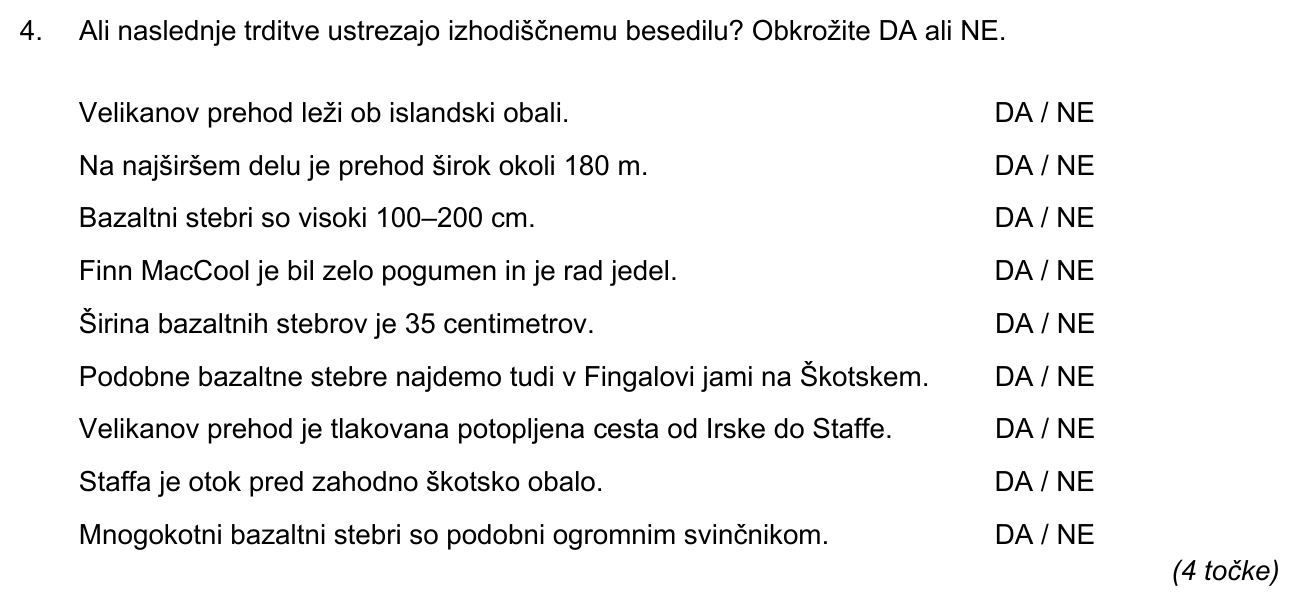 4. Ali naslednje trditve ustrezajo izhodiščnemu besedilu? Obkrožite DA ali NE.
Velikanov prehod leži ob islandski obali. DA / NE
Na najširšem delu je prehod širok okoli 180 m. DA / NE
Bazaltni stebri so visoki 100–200 cm. DA / NE
Finn MacCool je bil zelo pogumen in je rad jedel. DA / NE
Širina bazaltnih stebrov je 35 centimetrov. DA / NE
Podobne bazaltne stebre najdemo tudi v Fingalovi jami na Škotskem. DA / NE
Velikanov prehod je tlakovana potopljena cesta od Irske do Staffe. DA / NE
Staffa je otok pred zahodno škotsko obalo. DA / NE
Mnogokotni bazaltni stebri so podobni ogromnim svinčnikom. DA / NE
(4 točke)